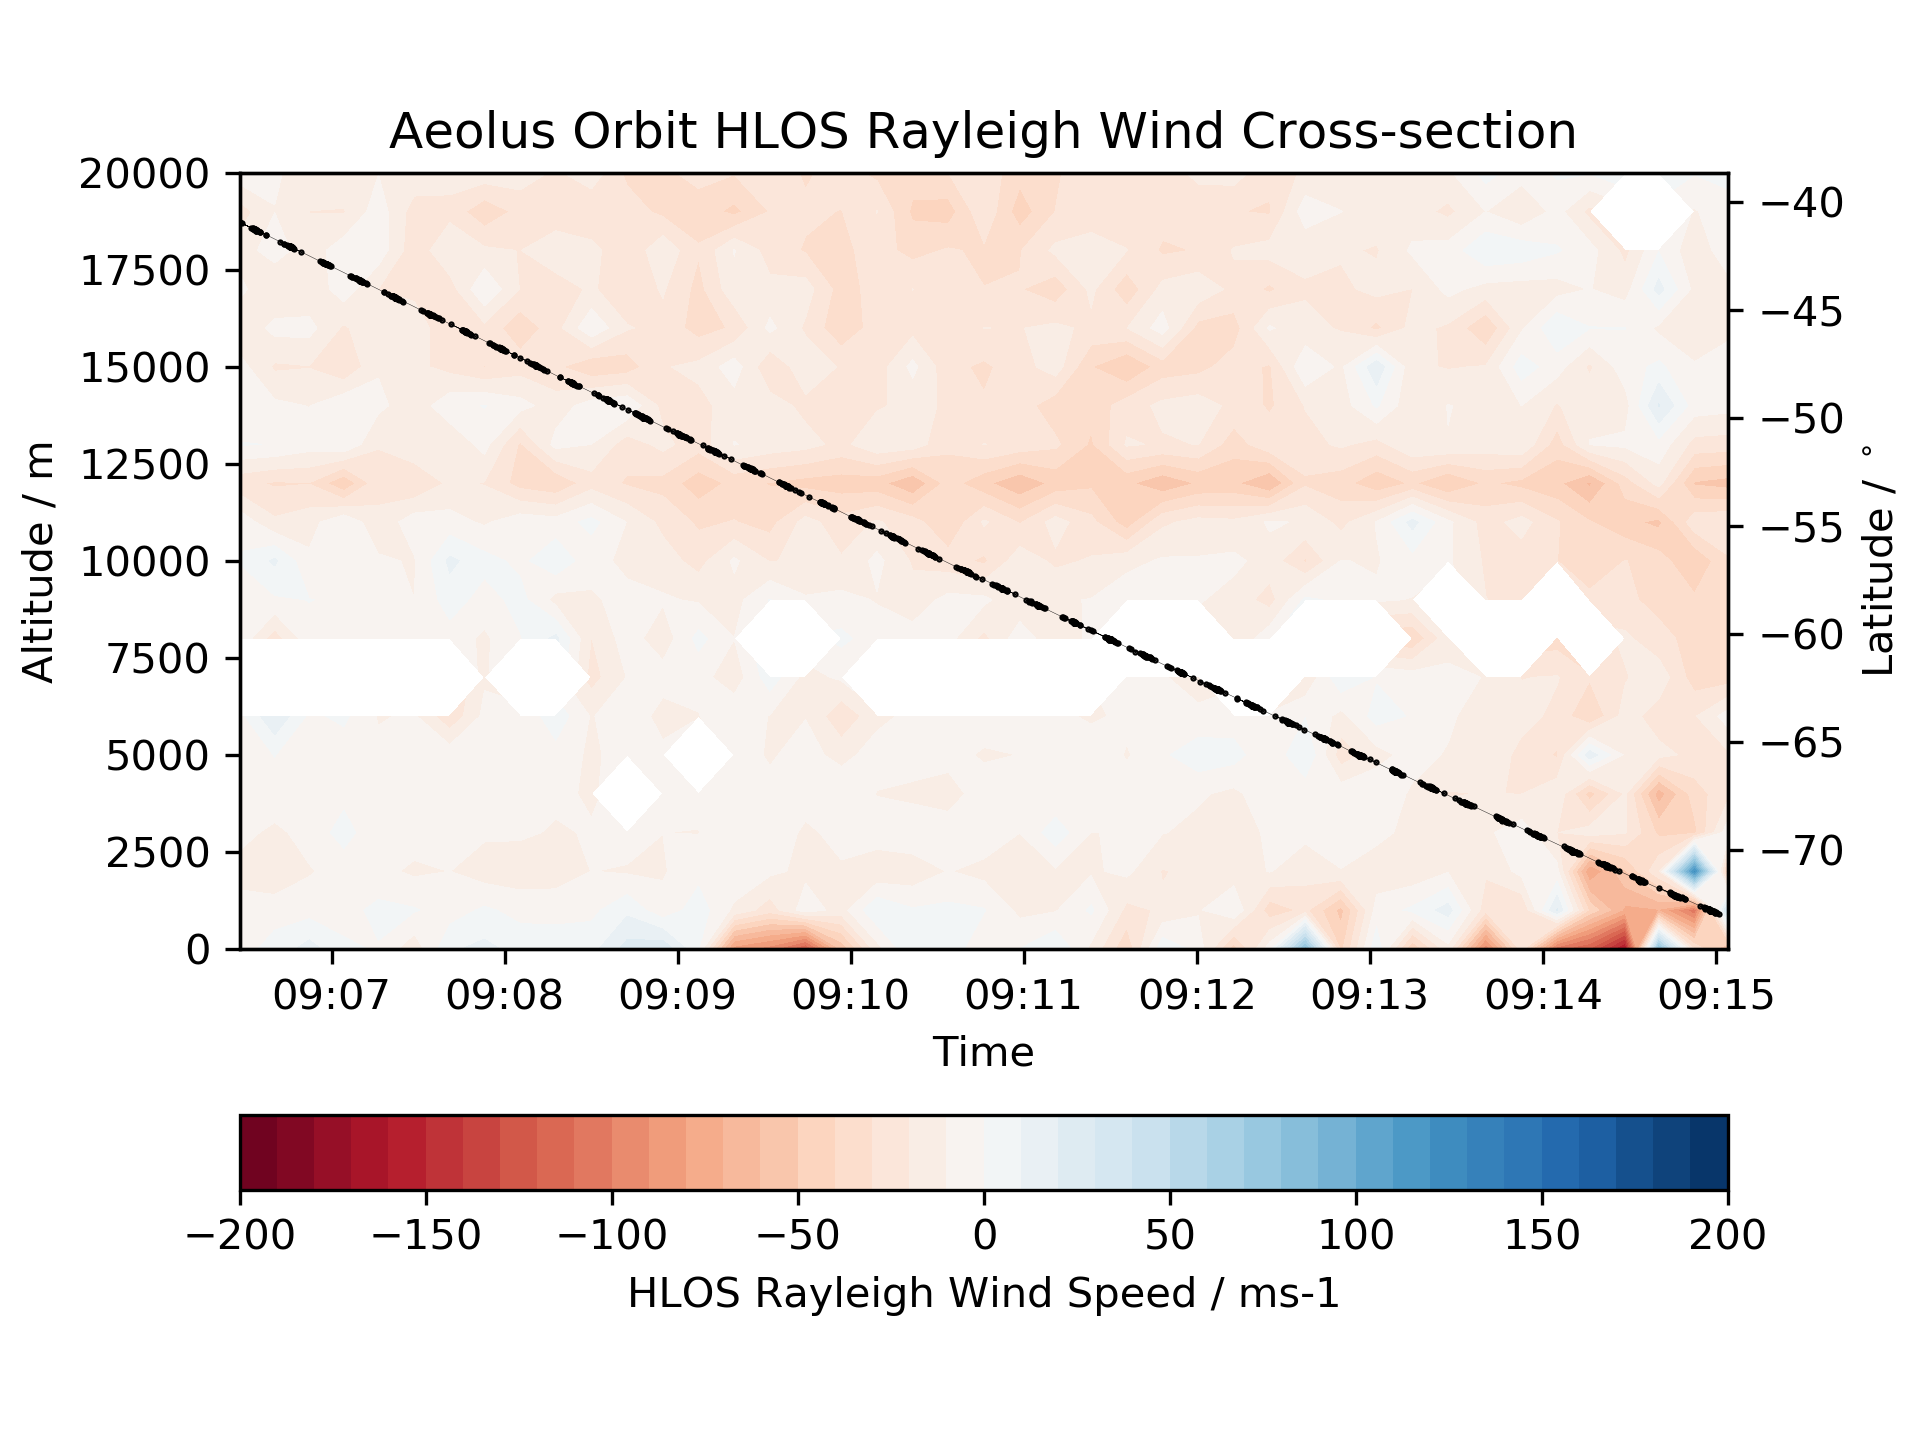 Aeolus Orbit HLOS Rayleigh Wind Cross-section
20000
17500
15000
12500
10000
7500
5000
2500
0
Altitude / m
−40
−45
−50
−55
−60
−65
−70
Latitude / °
09:07 09:08 09:09 09:10 09:11 09:12 09:13 09:14 09:15
Time
−200 −150 −100 −50 0 50 100 150 200
HLOS Rayleigh Wind Speed / ms-1